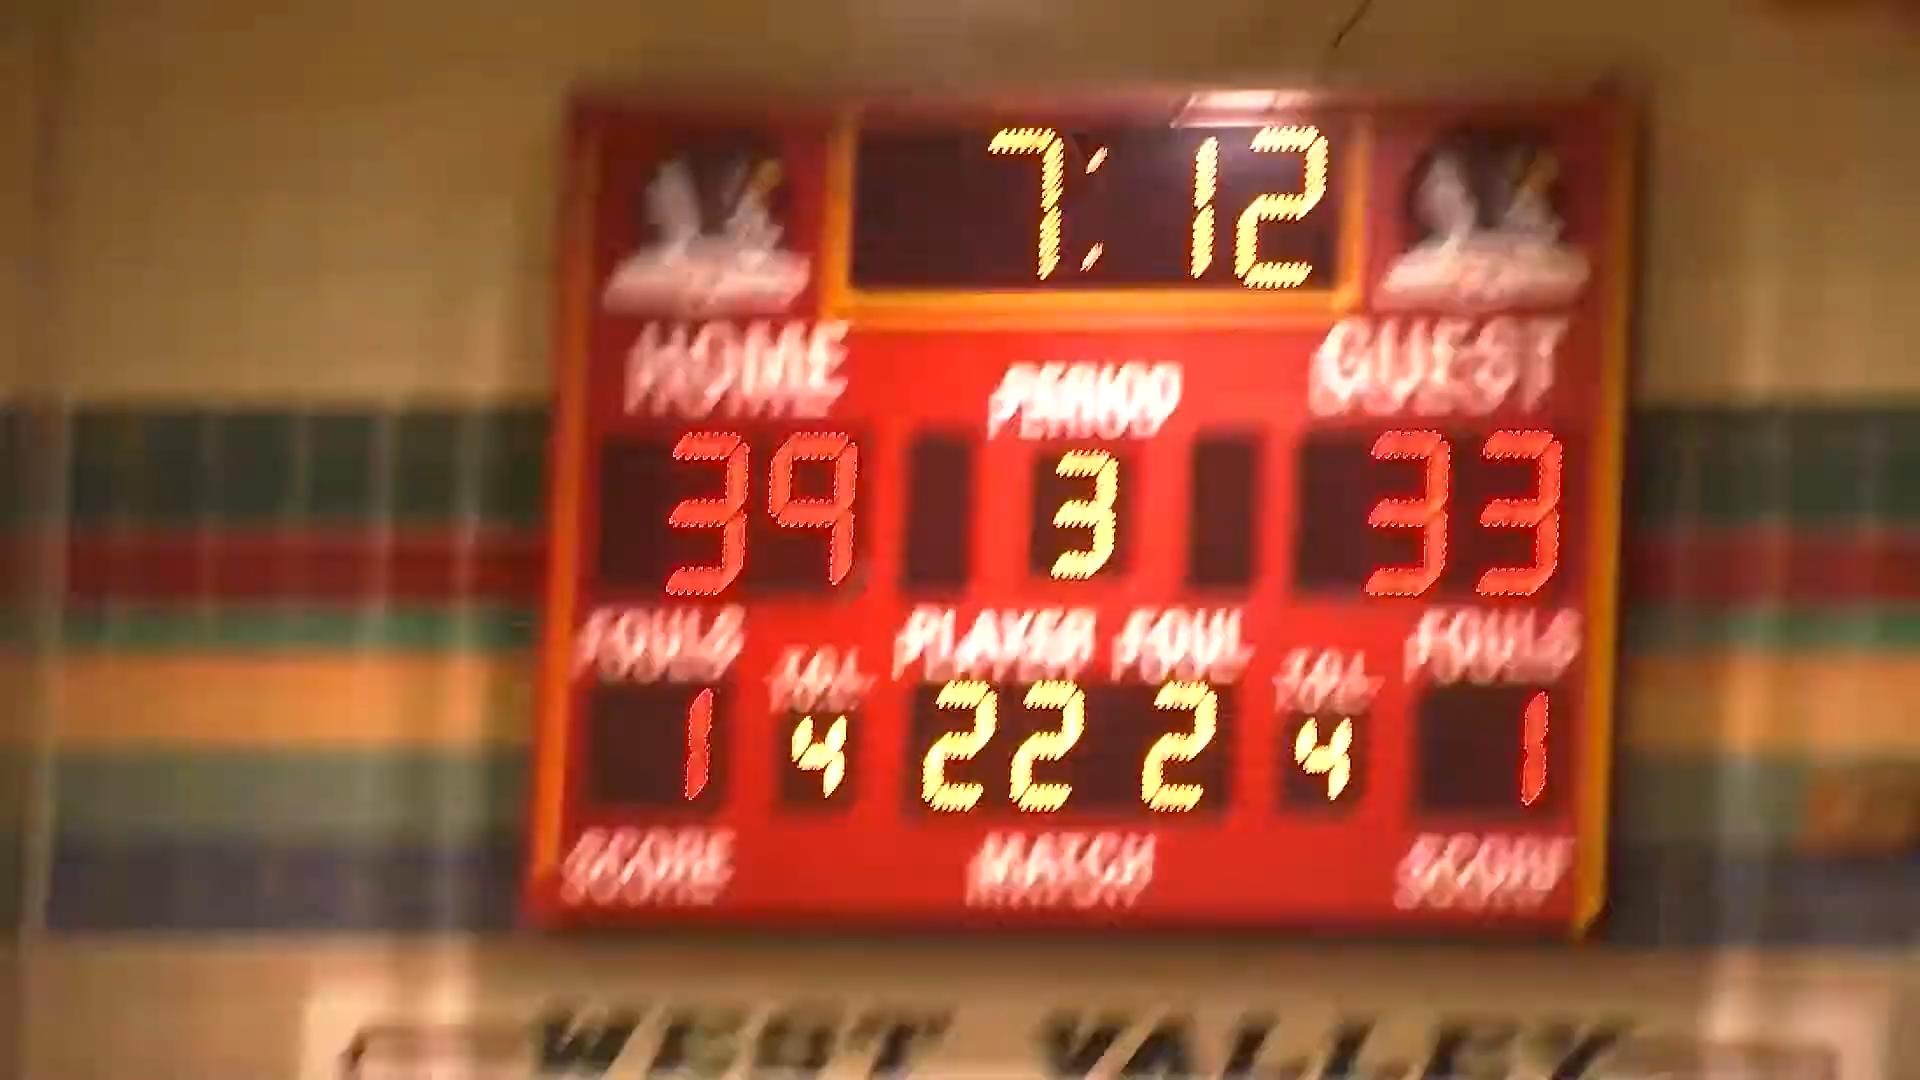 7:12
HOME PERIOD GUEST
39 3 33
FOULS T.O.L. PLAYER FOUL T.O.L. FOULS
1 4 22 2 4 1
SCORE MATCH SCORE
WEST VALLEY